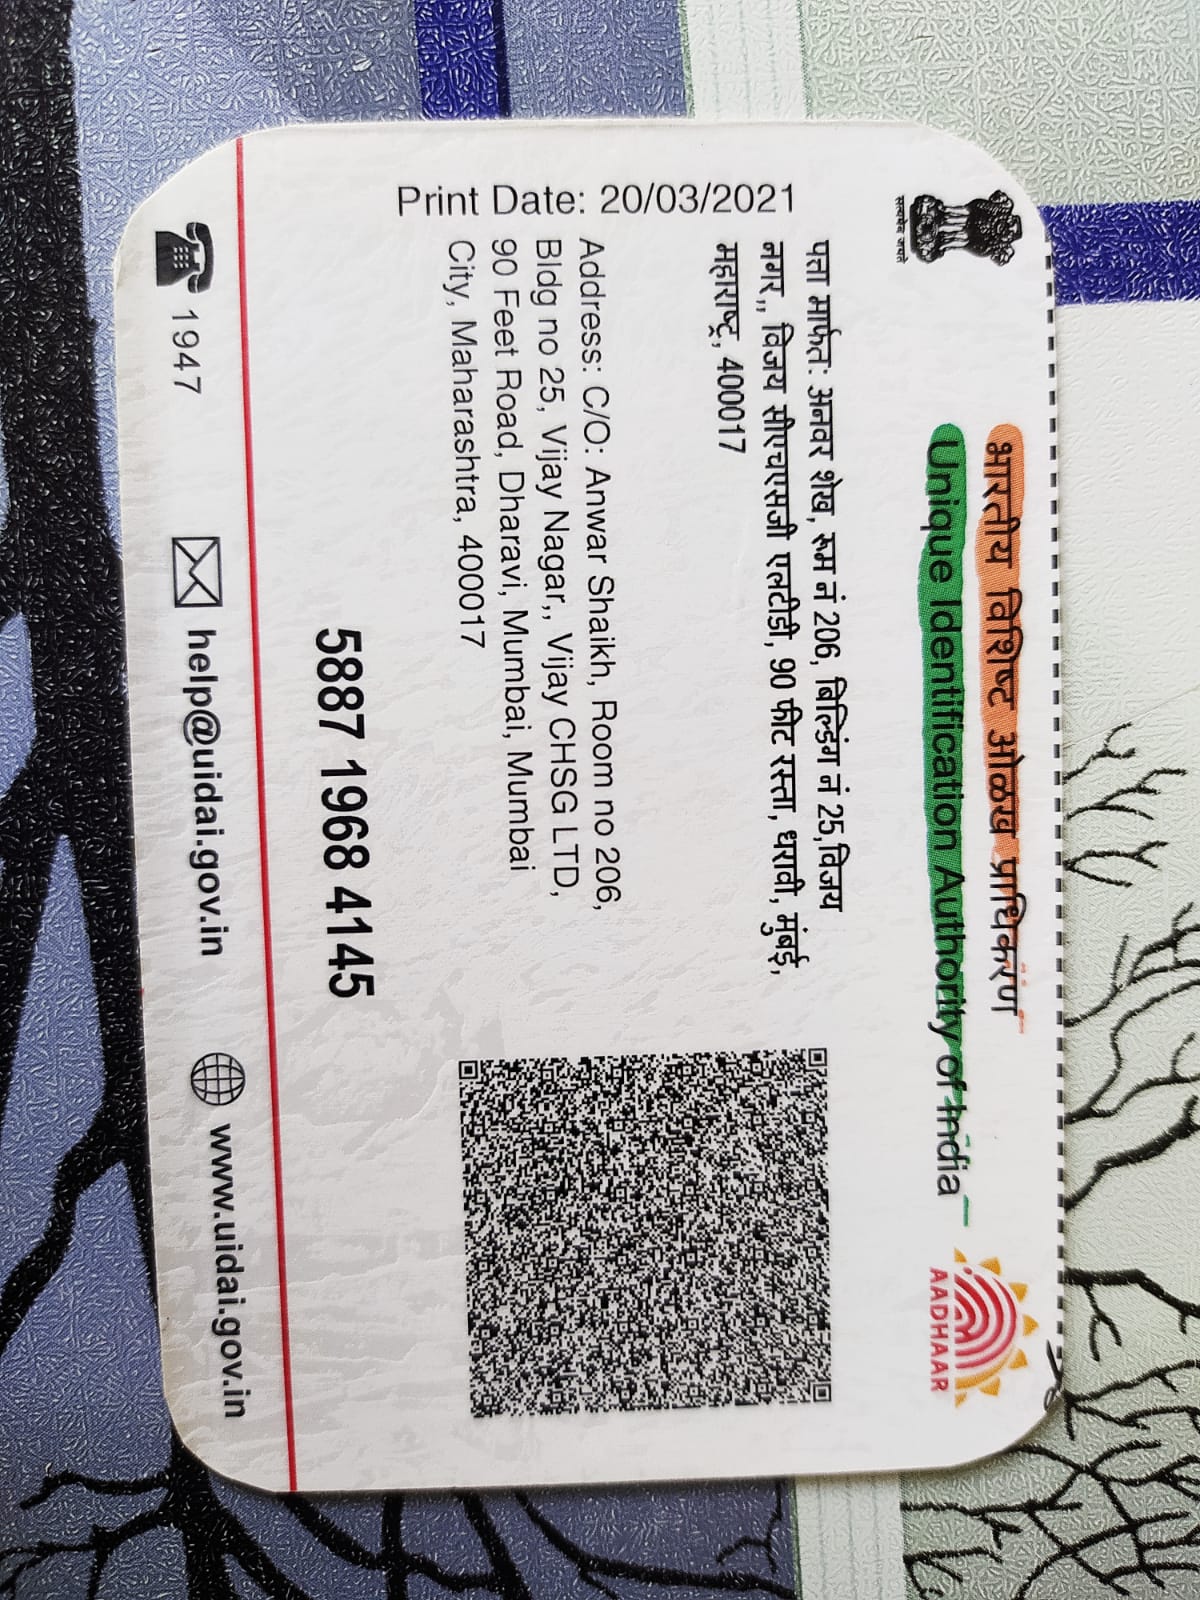 सत्यमेव जयते
भारतीय विशिष्ट ओळख प्राधिकरण
Unique Identification Authority of India
AADHAAR
Print Date: 20/03/2021
पत्ता मार्फत: अनवर शेख, रूम नं 206, बिल्डिंग नं 25,विजय
नगर,, विजय सीएचएसजी एलटीडी, 90 फीट रस्ता, धरावी, मुंबई,
महाराष्ट्र, 400017
Address: C/O: Anwar Shaikh, Room no 206,
Bldg no 25, Vijay Nagar,, Vijay CHSG LTD,
90 Feet Road, Dharavi, Mumbai, Mumbai
City, Maharashtra, 400017
5887 1968 4145
1947
help@uidai.gov.in
www.uidai.gov.in